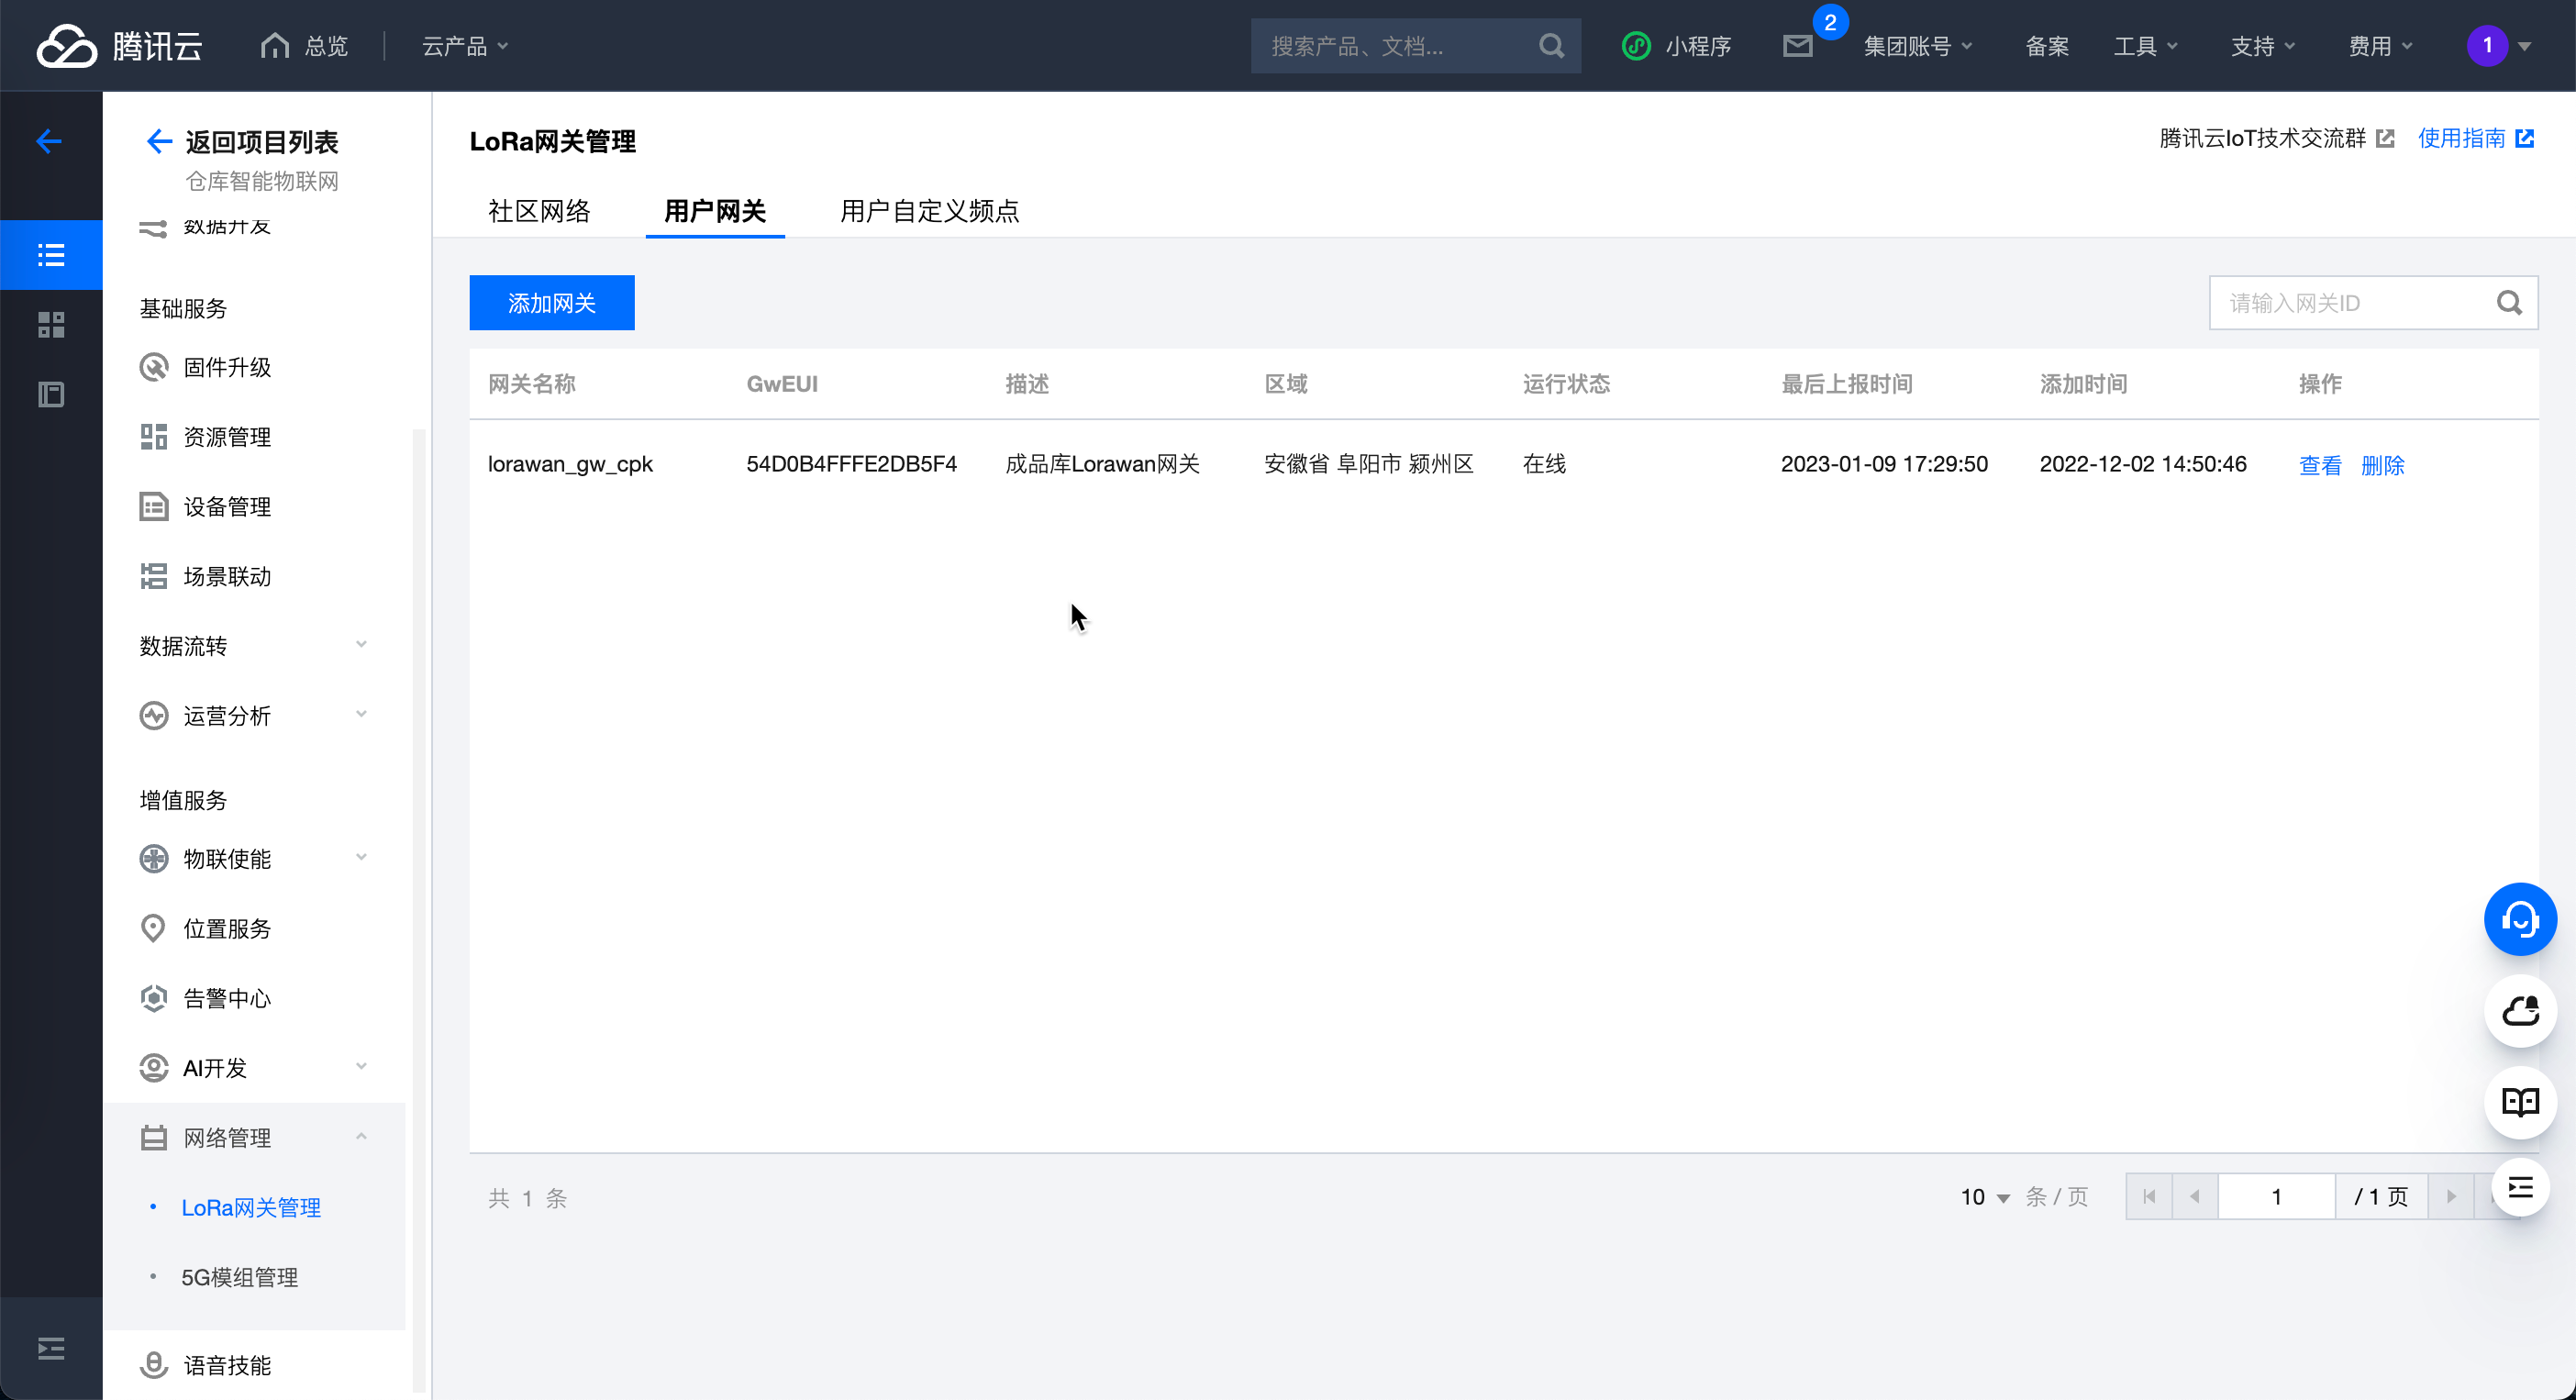 腾讯云 总览 云产品 搜索产品、文档... 小程序 2 集团账号 备案 工具 支持 费用 1
返回项目列表
仓库智能物联网
数据开发
基础服务
固件升级
资源管理
设备管理
场景联动
数据流转
运营分析
增值服务
物联使能
位置服务
告警中心
AI开发
网络管理
LoRa网关管理
5G模组管理
语音技能
LoRa网关管理 腾讯云IoT技术交流群 使用指南
社区网络 用户网关 用户自定义频点
添加网关 请输入网关ID
网关名称 GwEUI 描述 区域 运行状态 最后上报时间 添加时间 操作
lorawan_gw_cpk 54D0B4FFFE2DB5F4 成品库Lorawan网关 安徽省 阜阳市 颍州区 在线 2023-01-09 17:29:50 2022-12-02 14:50:46 查看 删除
共 1 条 10 条 / 页 1 / 1 页